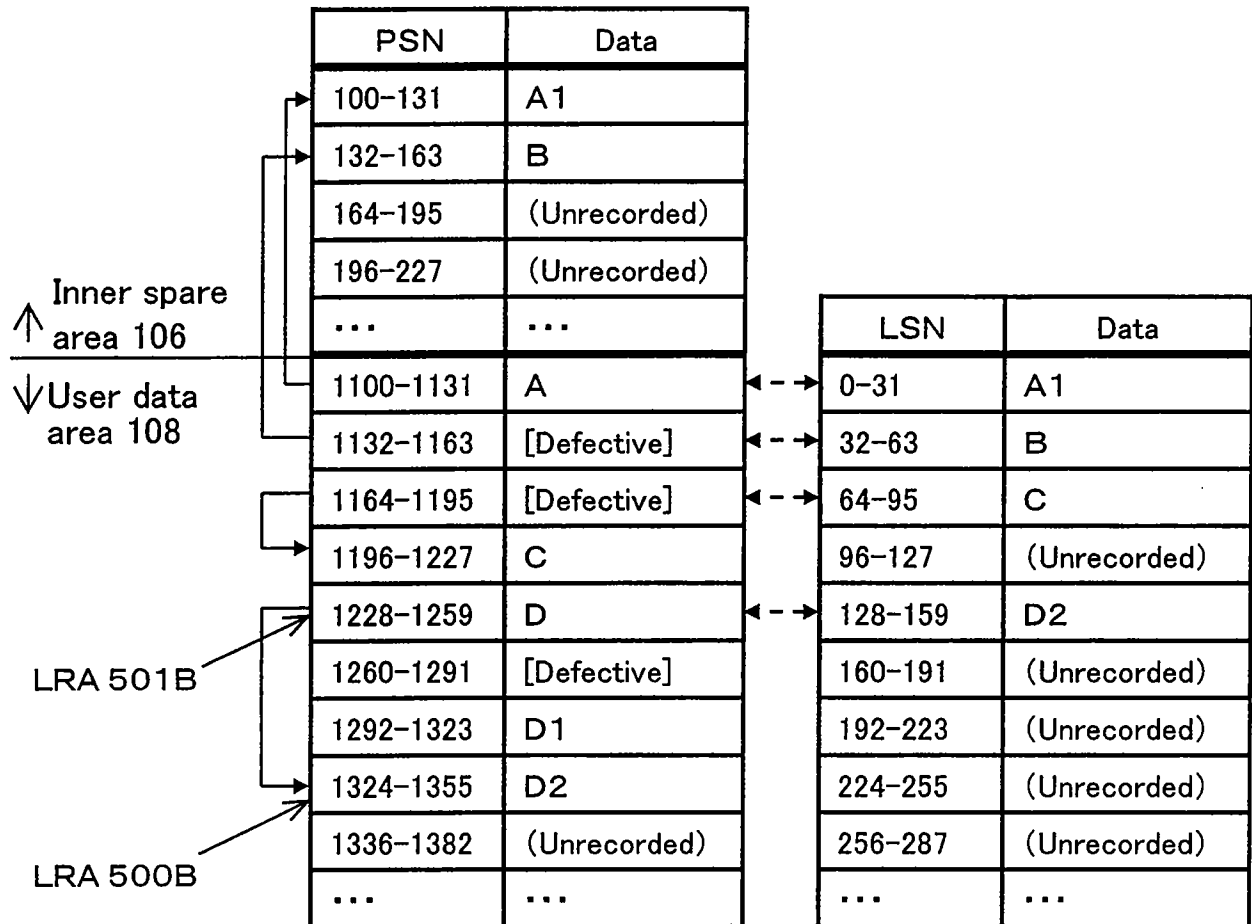 PSN Data
100-131 A1
132-163 B
164-195 (Unrecorded)
196-227 (Unrecorded)
... ...
Inner spare
area 106
User data
area 108
1100-1131 A
1132-1163 [Defective]
1164-1195 [Defective]
1196-1227 C
1228-1259 D
1260-1291 [Defective]
1292-1323 D1
1324-1355 D2
1336-1382 (Unrecorded)
... ...
LRA 501B
LRA 500B
LSN Data
0-31 A1
32-63 B
64-95 C
96-127 (Unrecorded)
128-159 D2
160-191 (Unrecorded)
192-223 (Unrecorded)
224-255 (Unrecorded)
256-287 (Unrecorded)
... ...